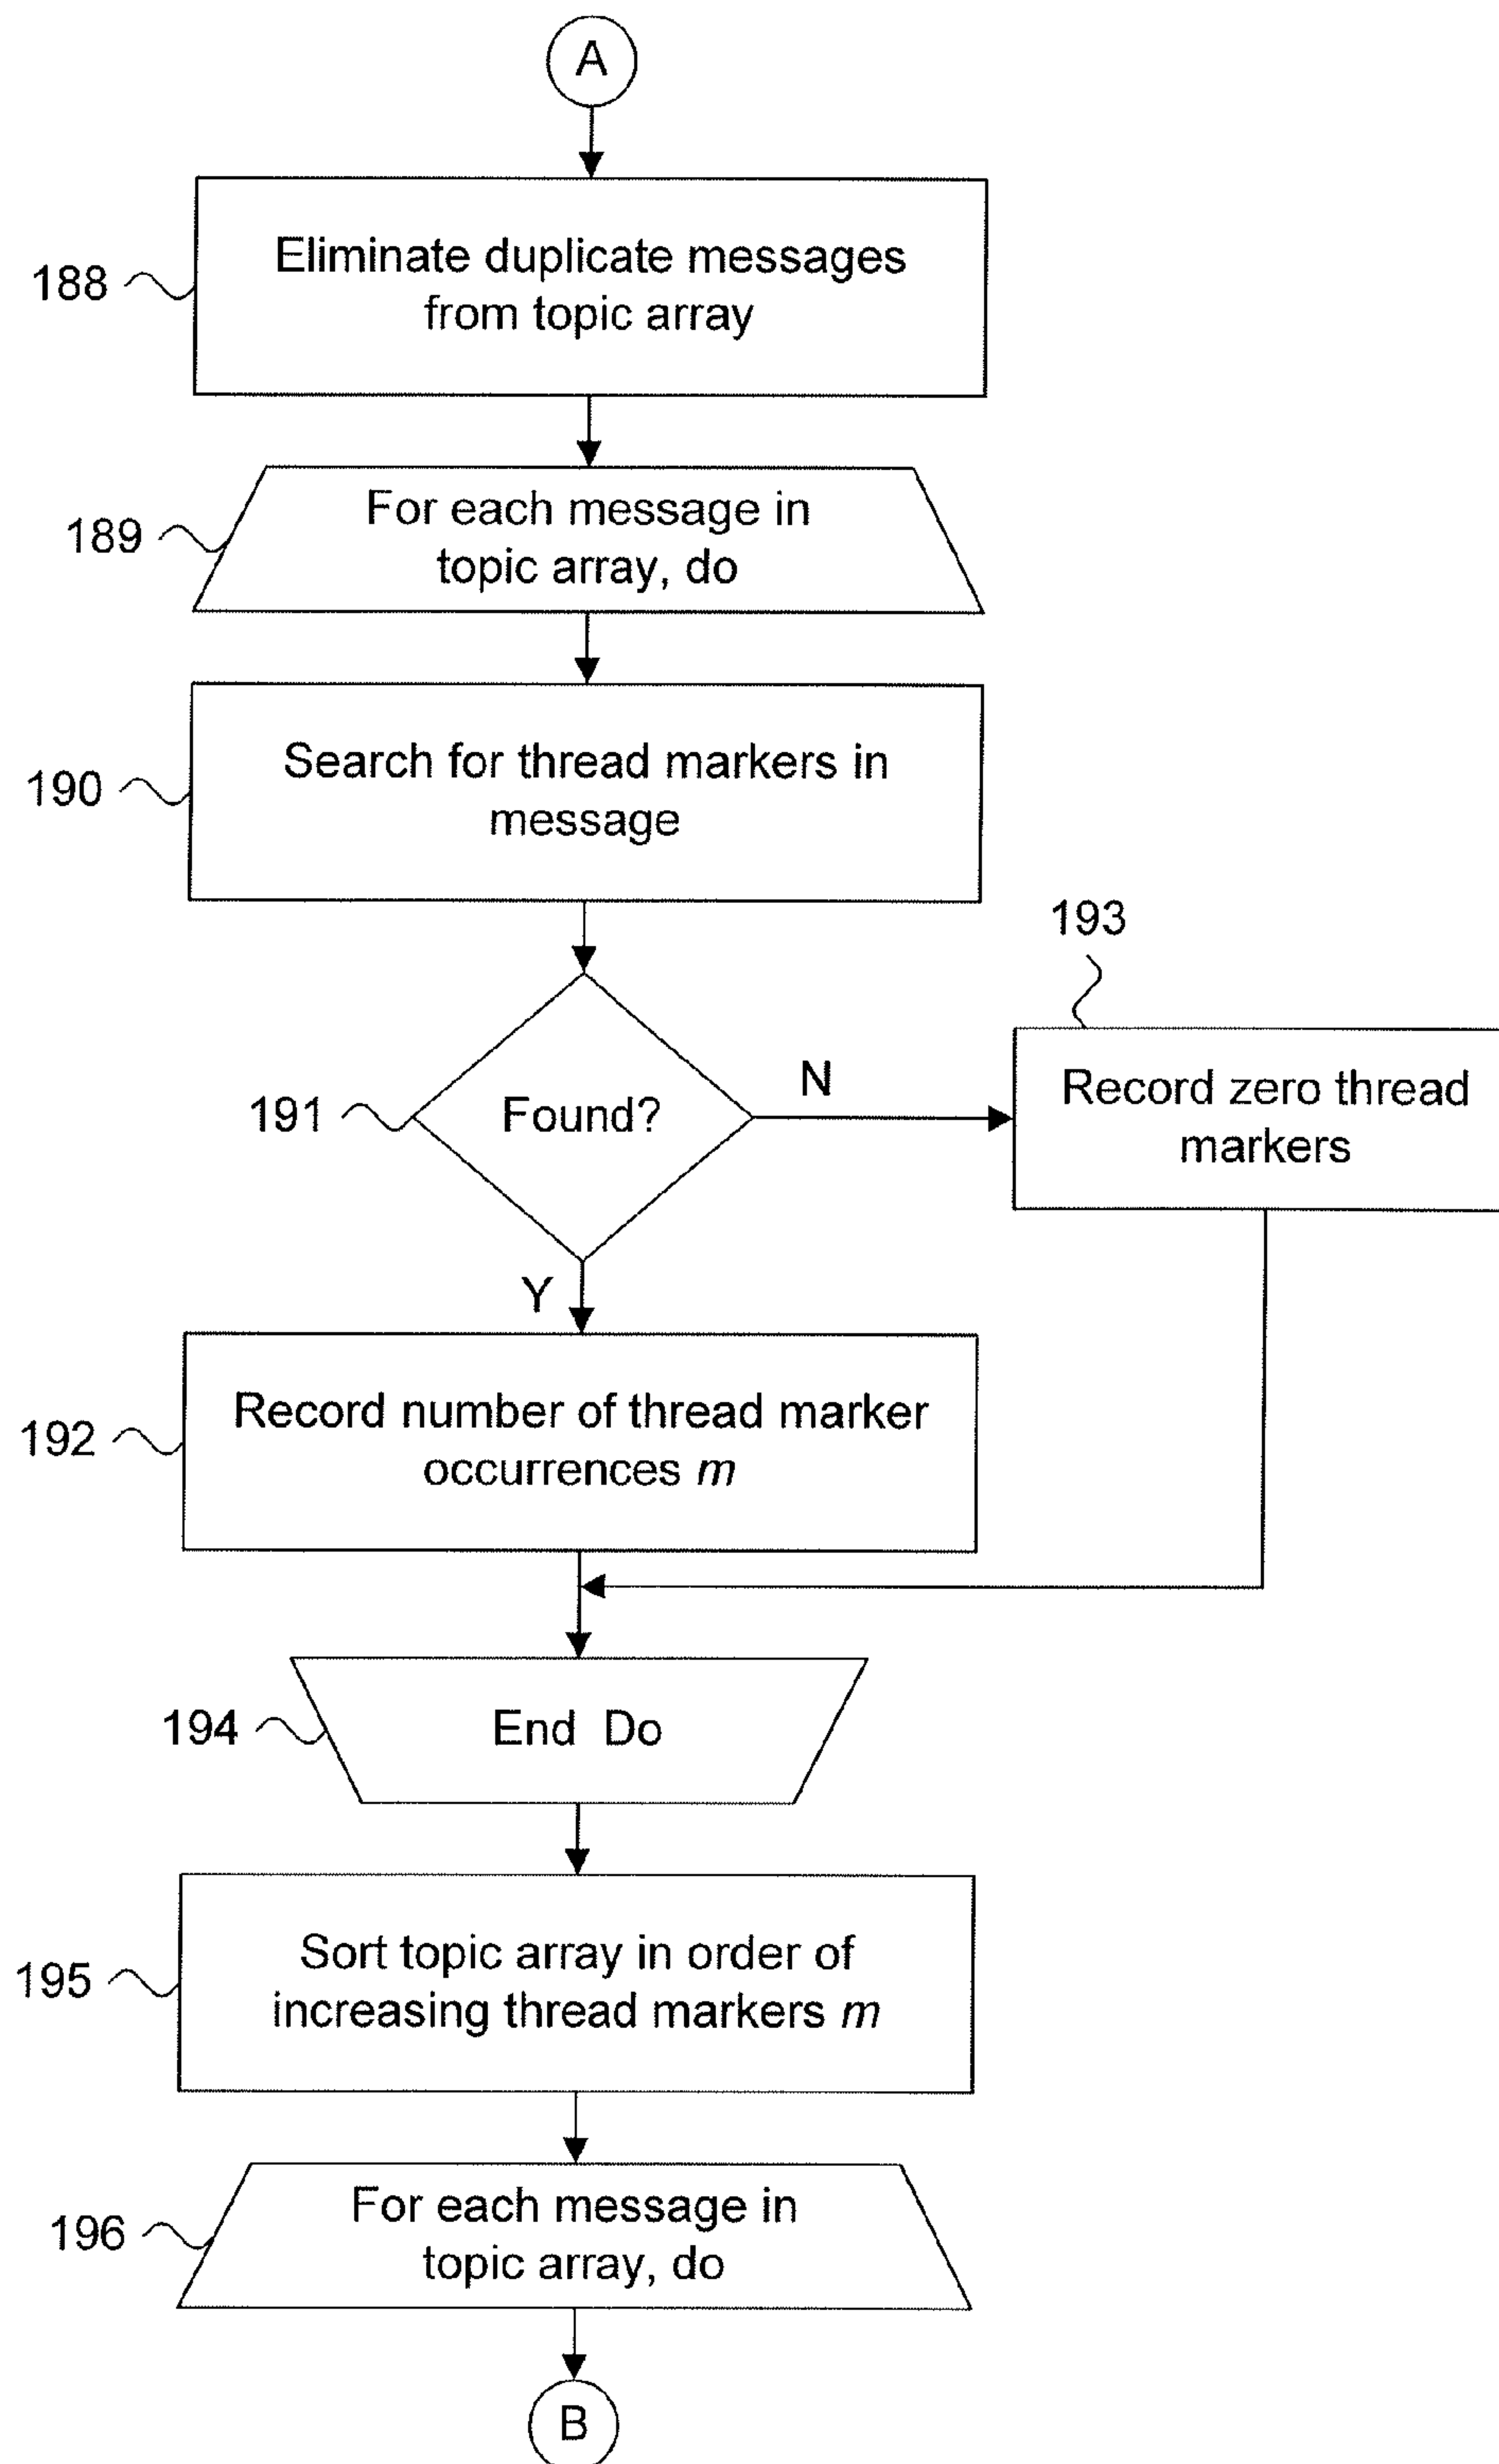 A
188
Eliminate duplicate messages
from topic array
189
For each message in
topic array, do
190
Search for thread markers in
message
193
191
Found?
N
Record zero thread
markers
Y
192
Record number of thread marker
occurrences m
194
End Do
195
Sort topic array in order of
increasing thread markers m
196
For each message in
topic array, do
B